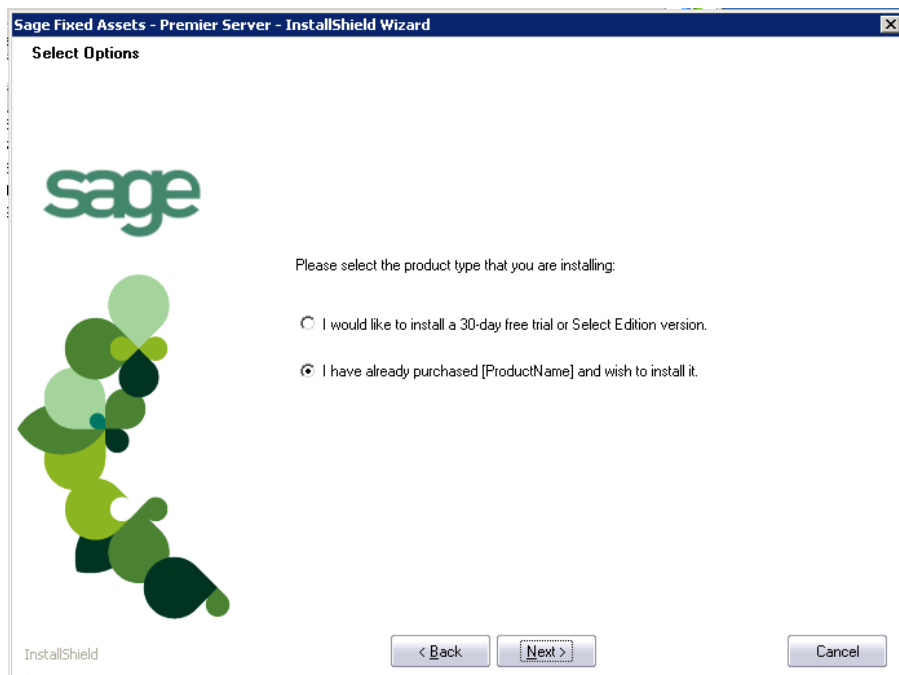 Sage Fixed Assets - Premier Server - InstallShield Wizard
Select Options
sage
Please select the product type that you are installing:
I would like to install a 30-day free trial or Select Edition version.
I have already purchased [ProductName] and wish to install it.
InstallShield
< Back
Next >
Cancel